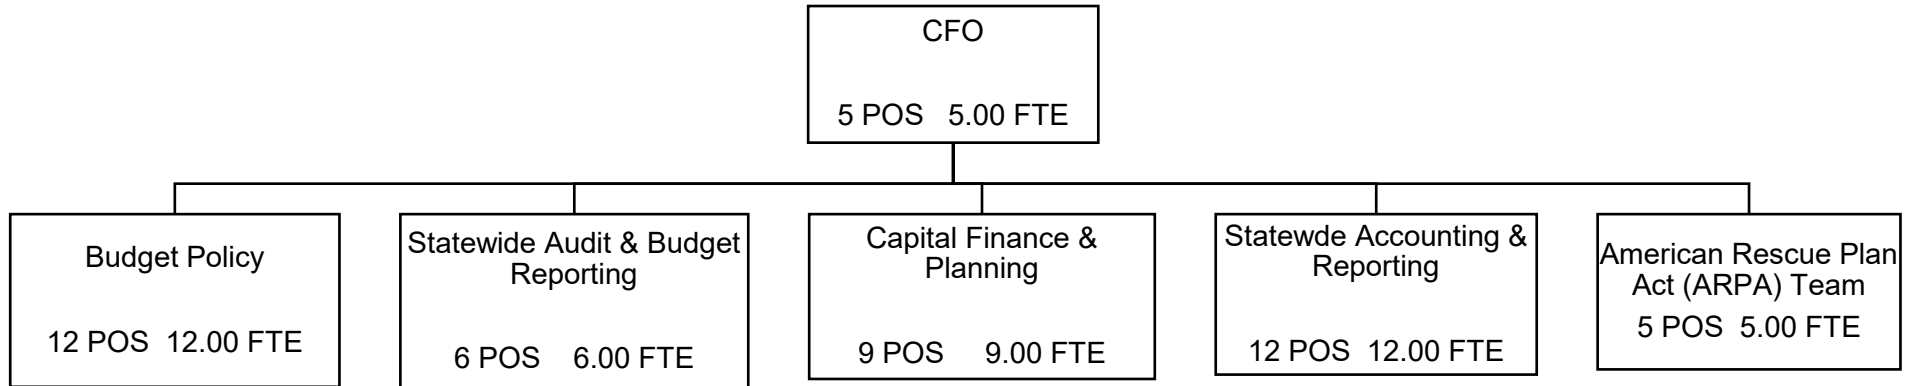 CFO
5 POS 5.00 FTE
Budget Policy
12 POS 12.00 FTE
Statewide Audit & Budget
Reporting
6 POS 6.00 FTE
Capital Finance &
Planning
9 POS 9.00 FTE
Statewde Accounting &
Reporting
12 POS 12.00 FTE
American Rescue Plan
Act (ARPA) Team
5 POS 5.00 FTE